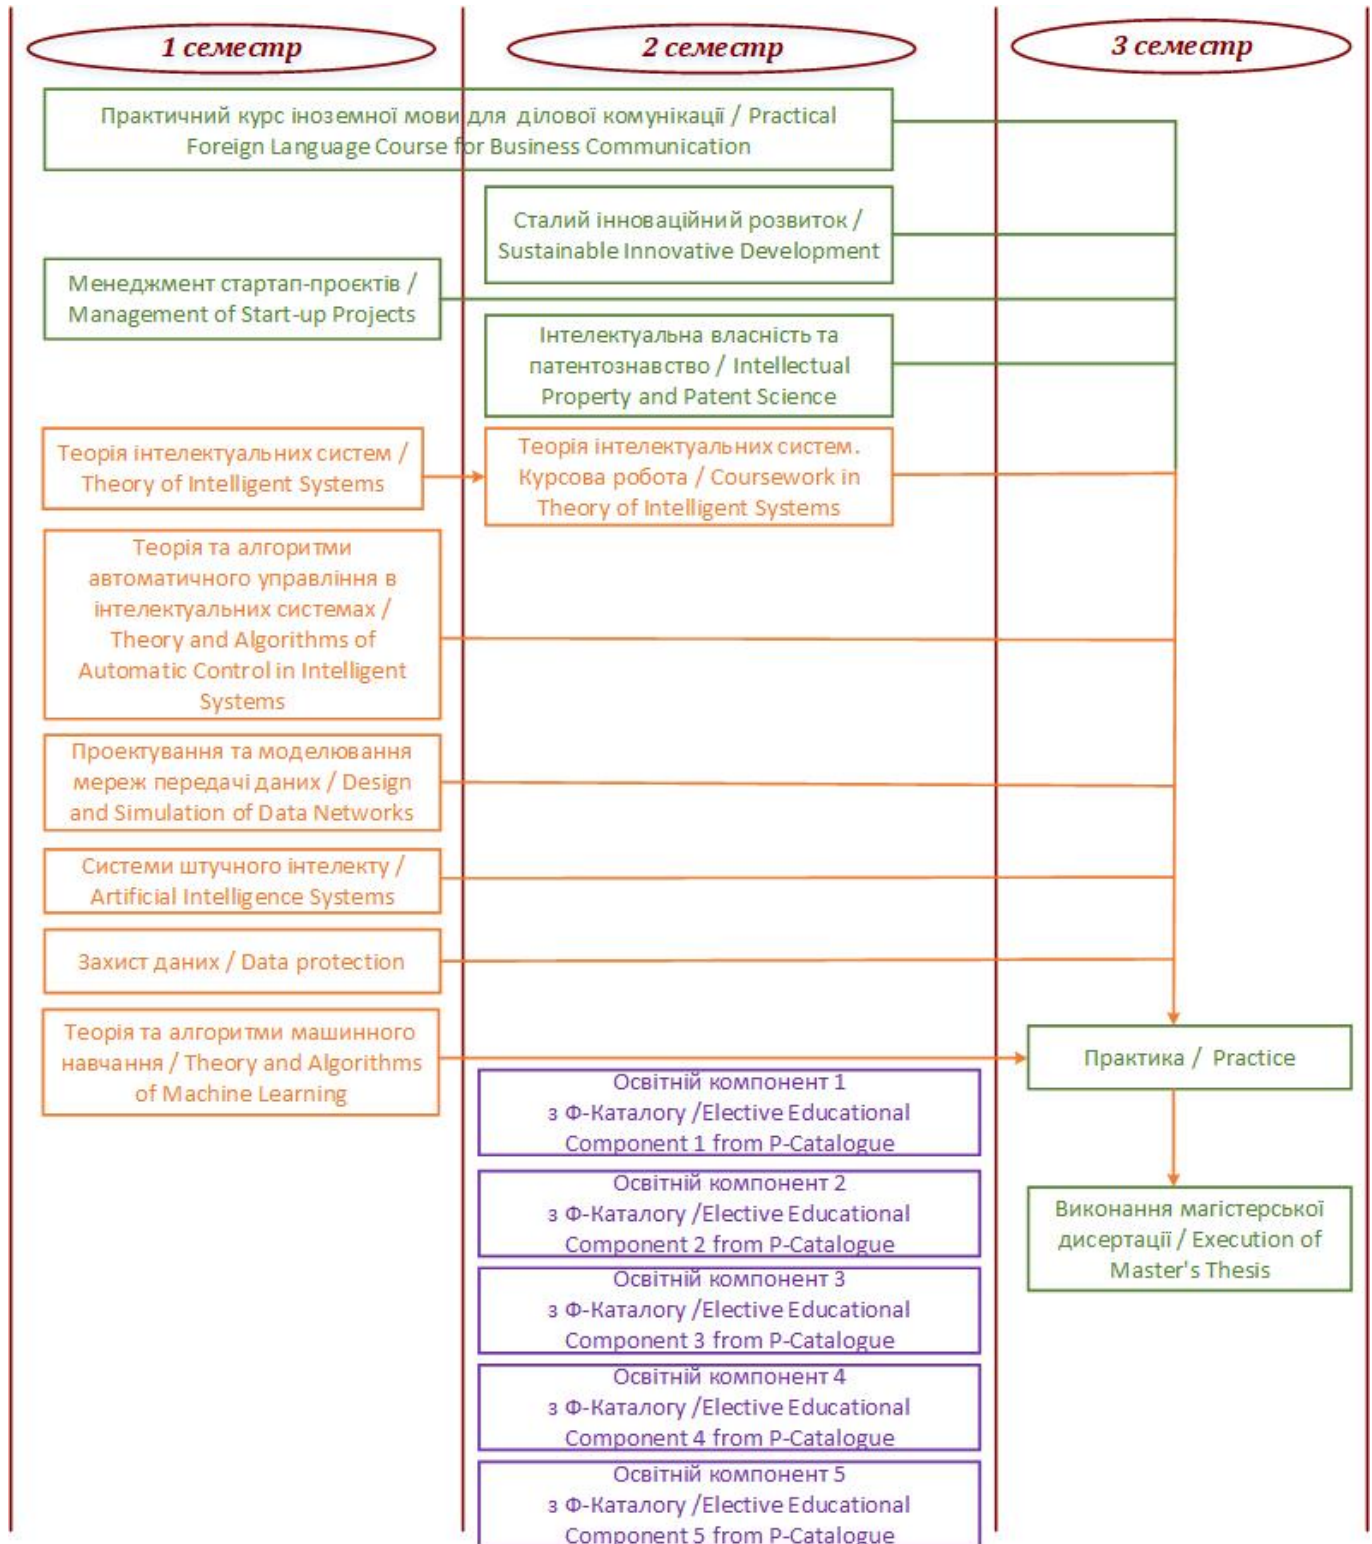 1 семестр
2 семестр
3 семестр
Практичний курс іноземної мови для ділової комунікації / Practical
Foreign Language Course for Business Communication
Сталий інноваційний розвиток /
Sustainable Innovative Development
Менеджмент стартап-проєктів /
Management of Start-up Projects
Інтелектуальна власність та
патентознавство / Intellectual
Property and Patent Science
Теорія інтелектуальних систем /
Theory of Intelligent Systems
Теорія інтелектуальних систем.
Курсова робота / Coursework in
Theory of Intelligent Systems
Теорія та алгоритми
автоматичного управління в
інтелектуальних системах /
Theory and Algorithms of
Automatic Control in Intelligent
Systems
Проектування та моделювання
мереж передачі даних / Design
and Simulation of Data Networks
Системи штучного інтелекту /
Artificial Intelligence Systems
Захист даних / Data protection
Теорія та алгоритми машинного
навчання / Theory and Algorithms
of Machine Learning
Практика / Practice
Освітній компонент 1
з Ф-Каталогу /Elective Educational
Component 1 from P-Catalogue
Освітній компонент 2
з Ф-Каталогу /Elective Educational
Component 2 from P-Catalogue
Виконання магістерської
дисертації / Execution of
Master's Thesis
Освітній компонент 3
з Ф-Каталогу /Elective Educational
Component 3 from P-Catalogue
Освітній компонент 4
з Ф-Каталогу /Elective Educational
Component 4 from P-Catalogue
Освітній компонент 5
з Ф-Каталогу /Elective Educational
Component 5 from P-Catalogue